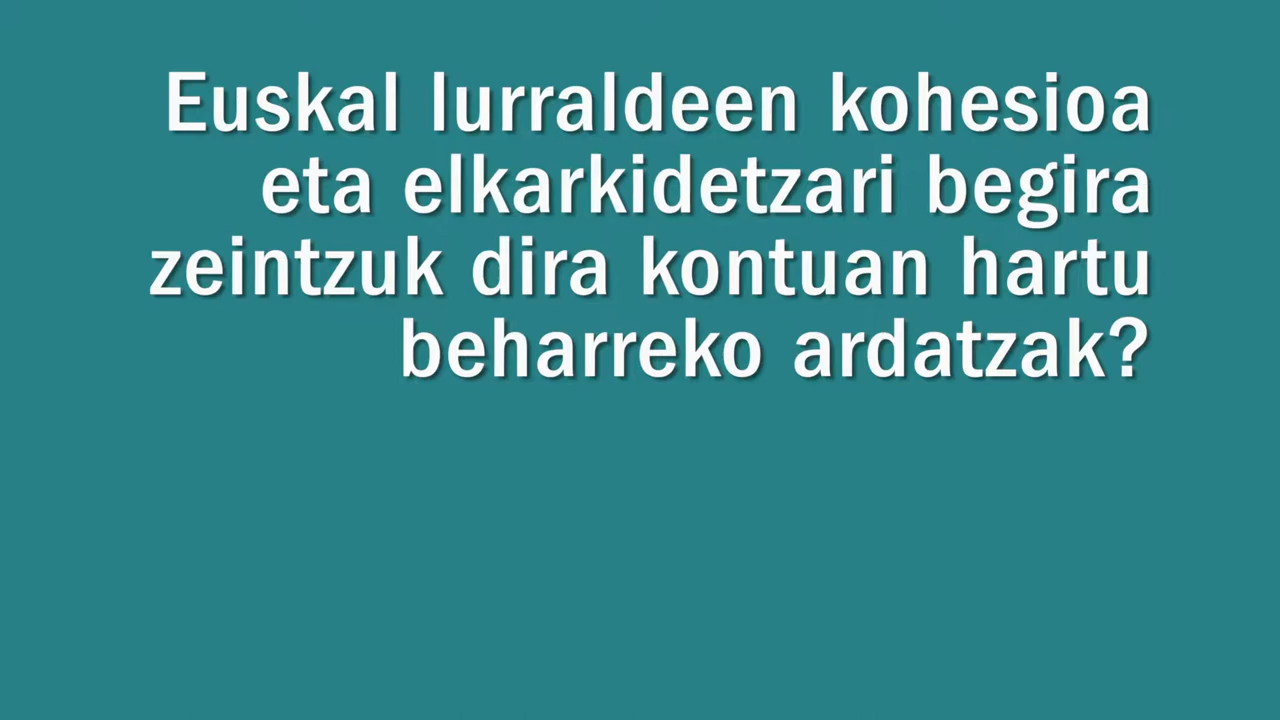 Euskal lurraldeen kohesioa
eta elkarkidetzari begira
zeintzuk dira kontuan hartu
beharreko ardatzak?